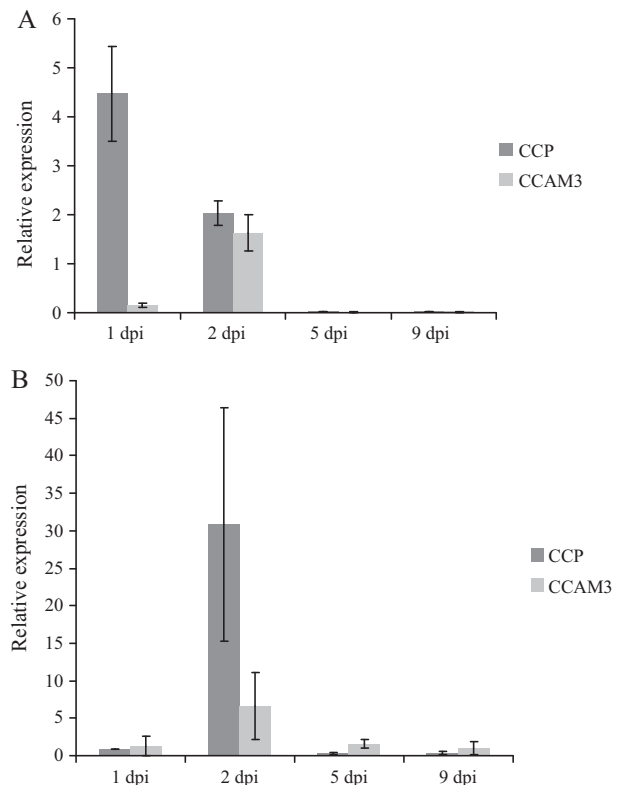 A
Relative expression
6
5
4
3
2
1
0
1 dpi 2 dpi 5 dpi 9 dpi
CCP
CCAM3
B
Relative expression
50
45
40
35
30
25
20
15
10
5
0
1 dpi 2 dpi 5 dpi 9 dpi
CCP
CCAM3